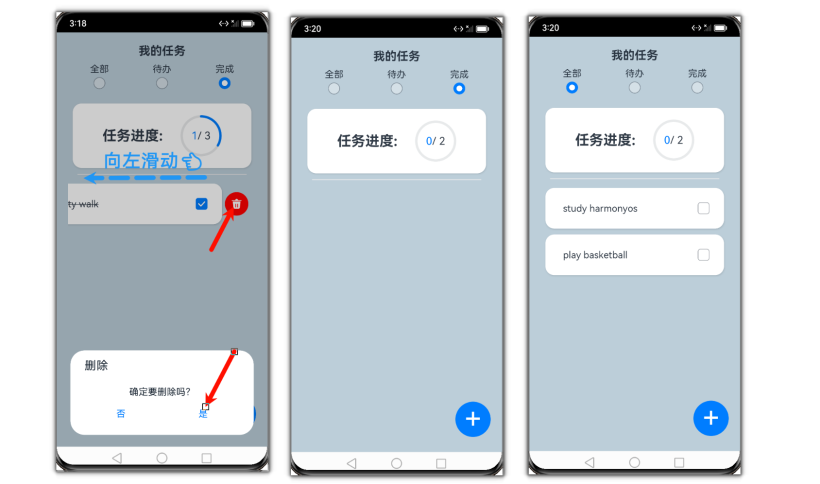 3:18
我的任务
全部 待办 完成
任务进度: 1/ 3
向左滑动
ty walk
删除
确定要删除吗?
否 是
3:20
我的任务
全部 待办 完成
任务进度: 0/ 2
3:20
我的任务
全部 待办 完成
任务进度: 0/ 2
study harmonyos
play basketball